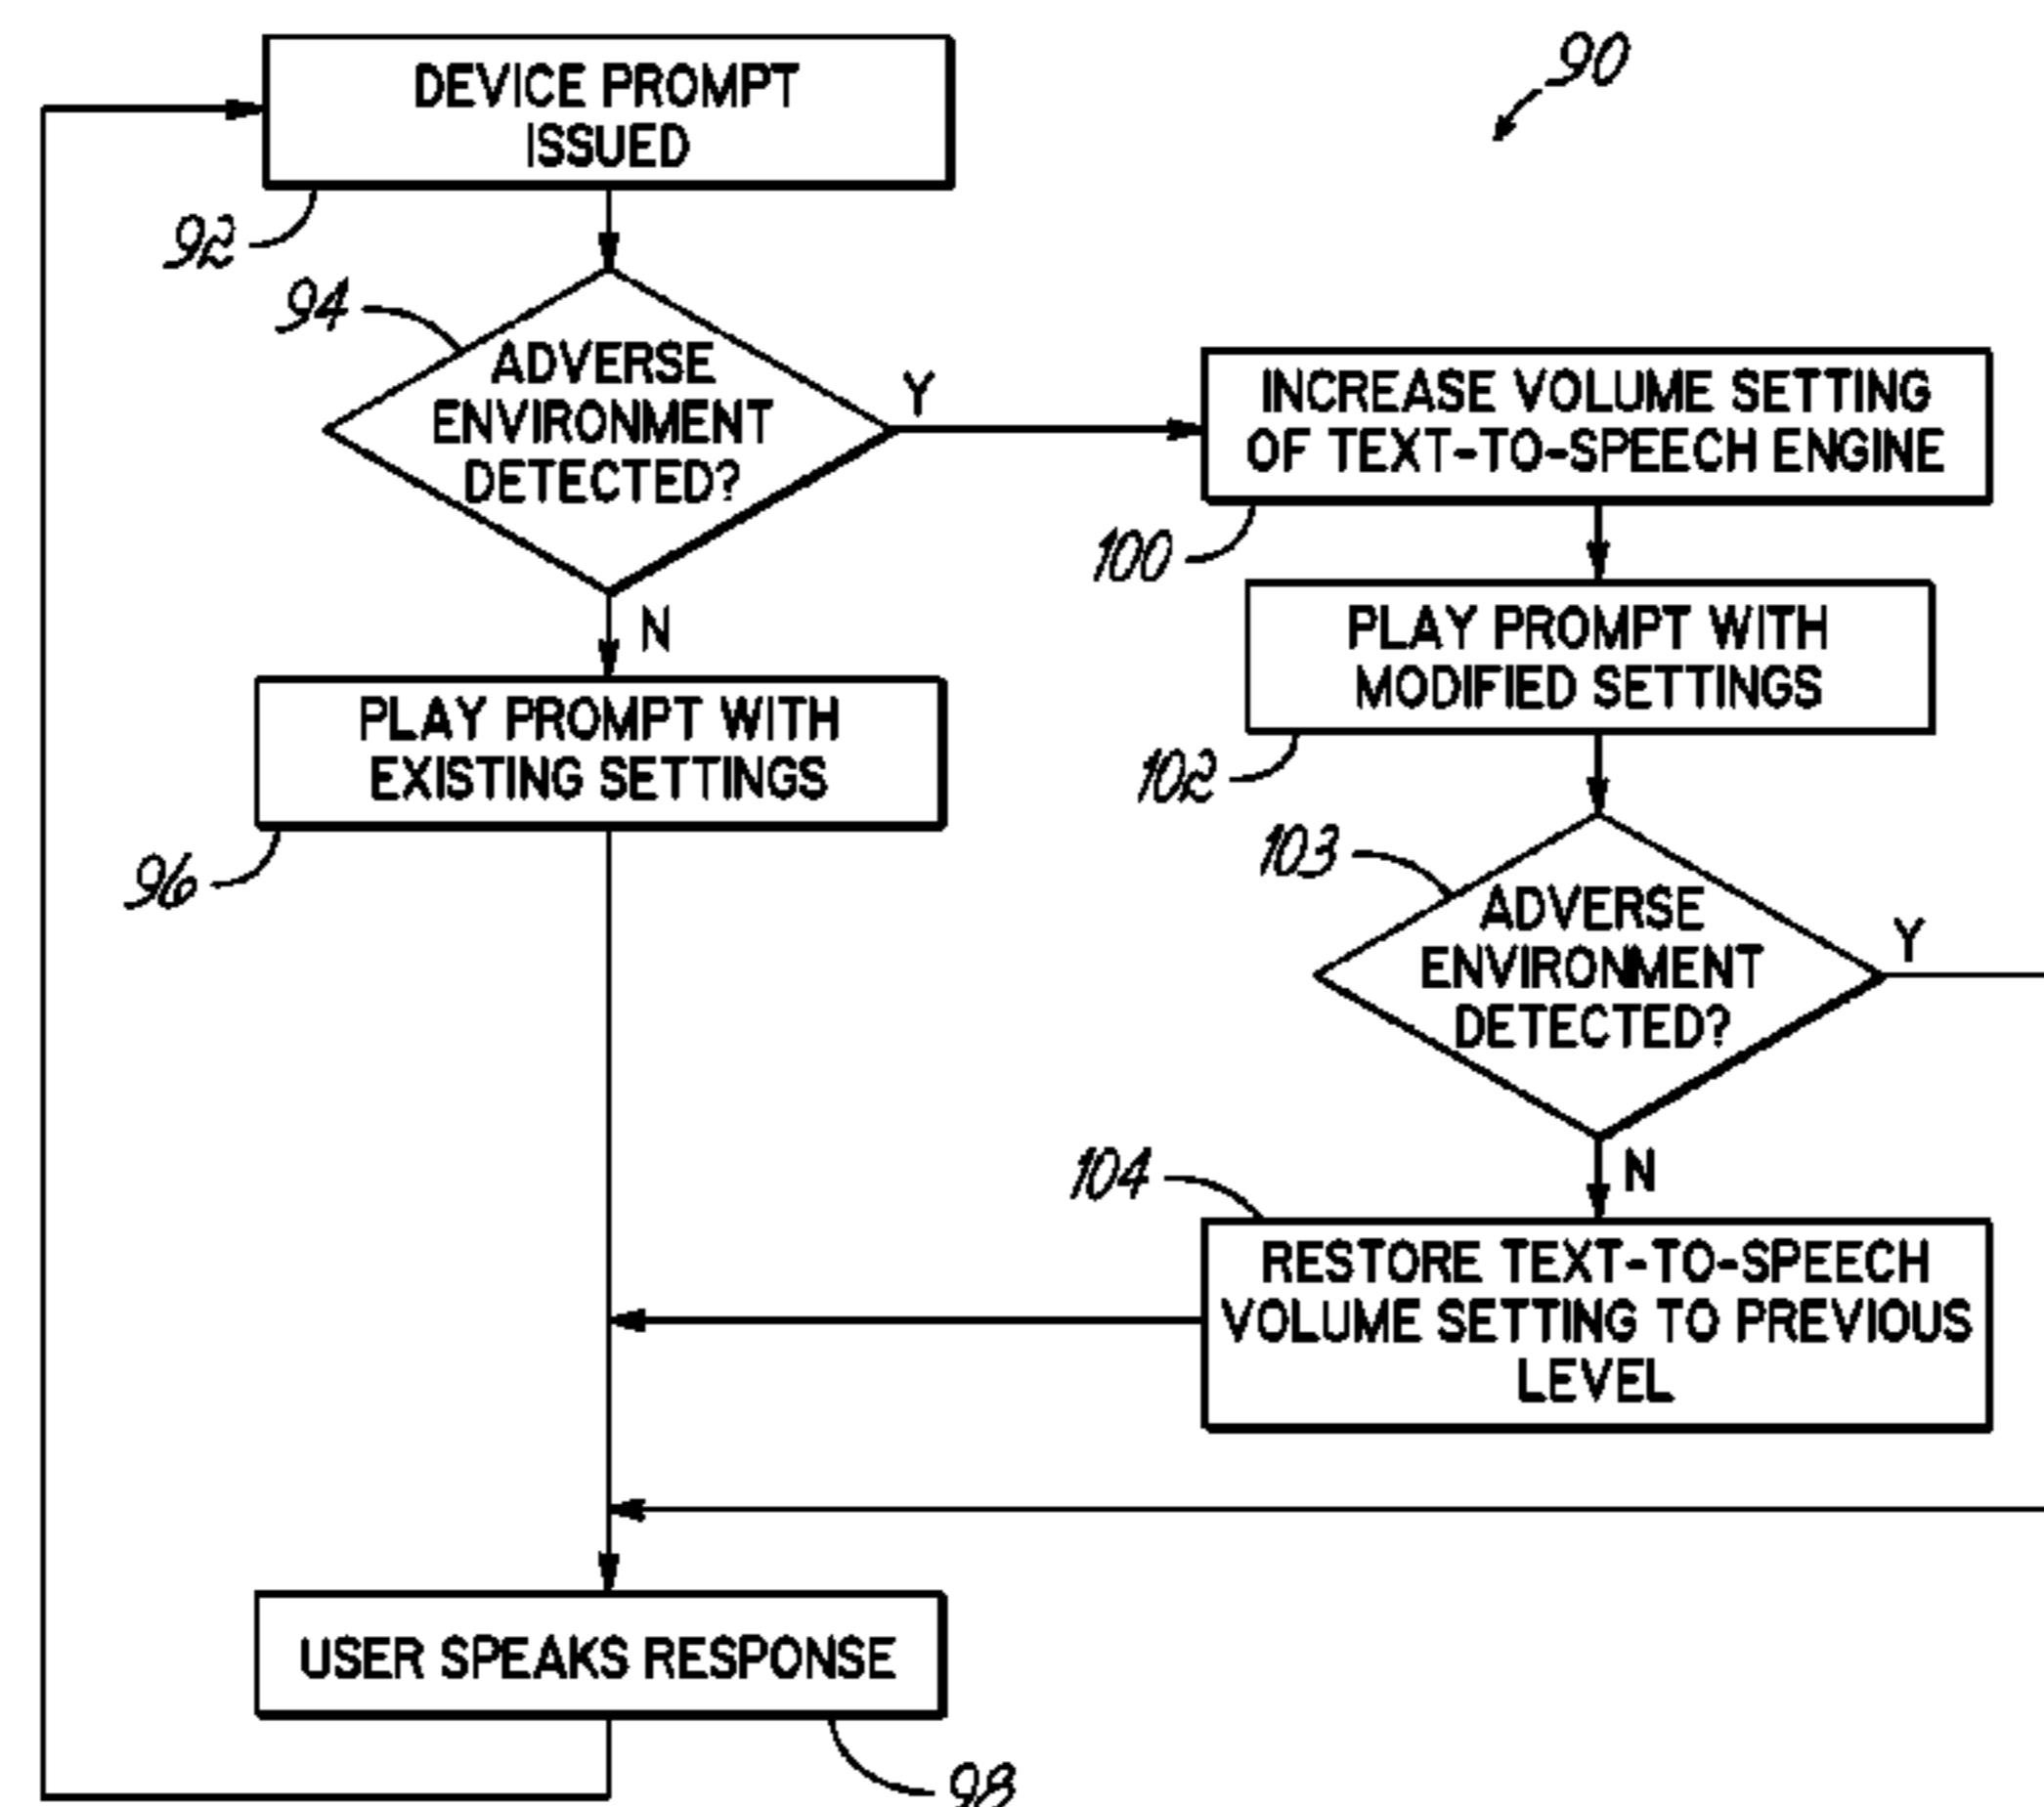 90
DEVICE PROMPT
ISSUED
92
94
ADVERSE
ENVIRONMENT
DETECTED?
Y
N
INCREASE VOLUME SETTING
OF TEXT-TO-SPEECH ENGINE
100
PLAY PROMPT WITH
MODIFIED SETTINGS
102
PLAY PROMPT WITH
EXISTING SETTINGS
96
103
ADVERSE
ENVIRONMENT
DETECTED?
Y
N
104
RESTORE TEXT-TO-SPEECH
VOLUME SETTING TO PREVIOUS
LEVEL
USER SPEAKS RESPONSE
98